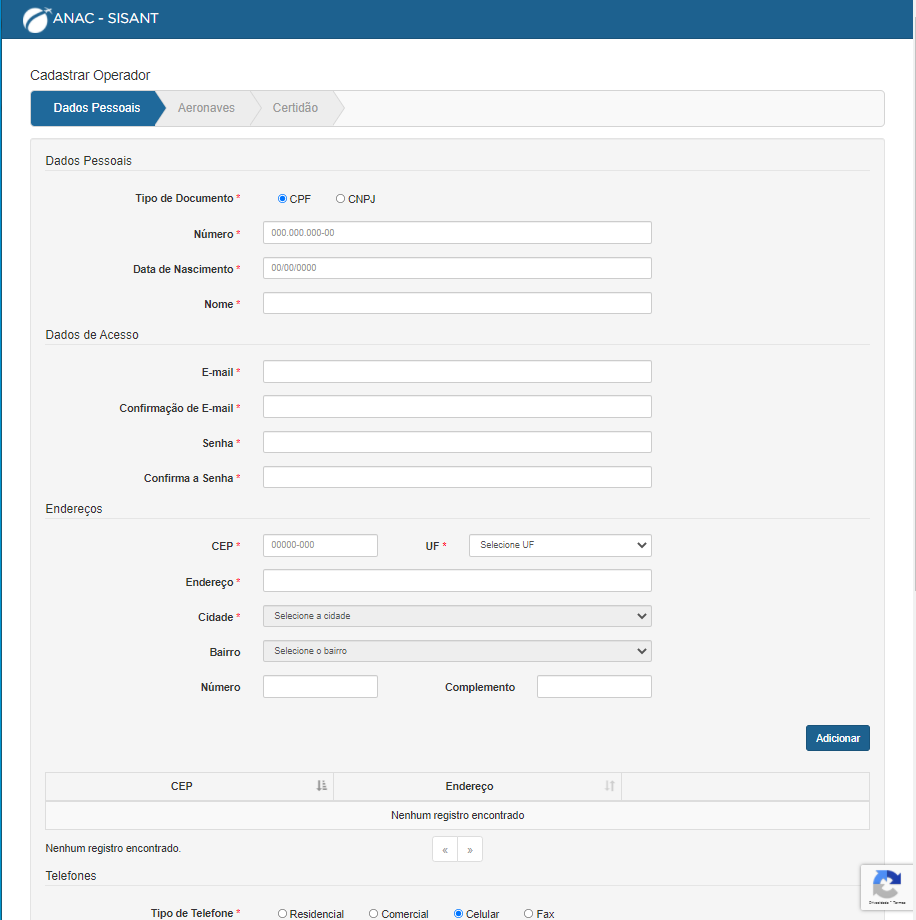 ANAC - SISANT
Cadastrar Operador
Dados Pessoais Aeronaves Certidão
Dados Pessoais
Tipo de Documento * CPF CNPJ
Número * 000.000.000-00
Data de Nascimento * 00/00/0000
Nome *
Dados de Acesso
E-mail *
Confirmação de E-mail *
Senha *
Confirma a Senha *
Endereços
CEP * 00000-000 UF * Selecione UF
Endereço *
Cidade * Selecione a cidade
Bairro Selecione o bairro
Número Complemento
Adicionar
CEP Endereço
Nenhum registro encontrado
Nenhum registro encontrado. « »
Telefones
Tipo de Telefone * Residencial Comercial Celular Fax